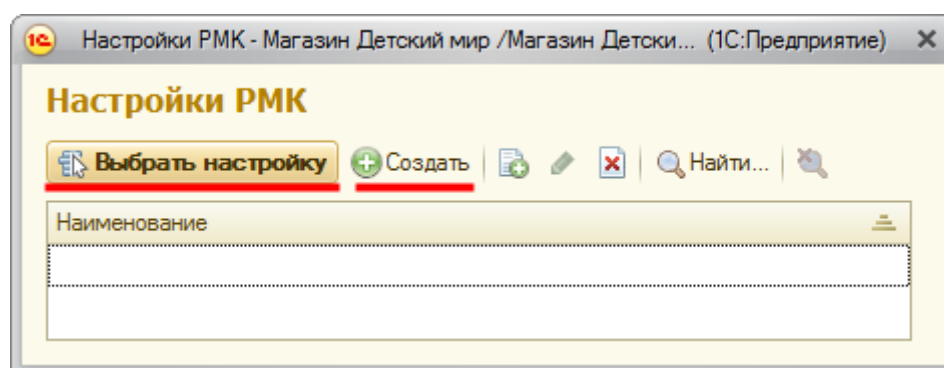 1С Настройки РМК - Магазин Детский мир /Магазин Детски... (1С:Предприятие)
Настройки РМК
Выбрать настройку Создать Найти...
Наименование